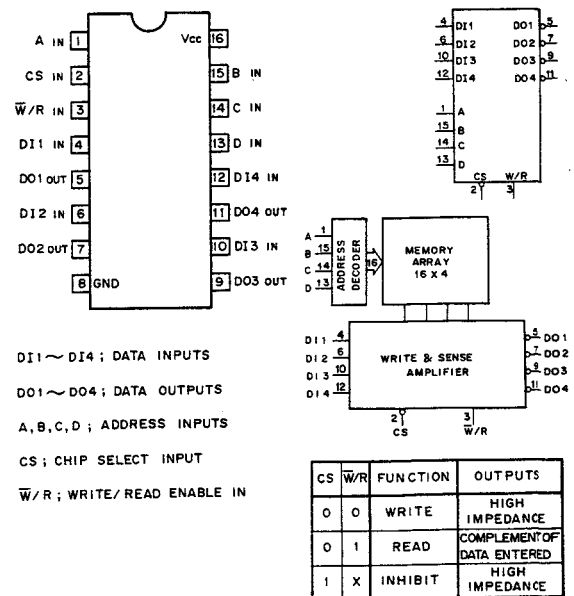 A IN 1
CS IN 2
W̅/R IN 3
DI1 IN 4
DO1 OUT 5
DI2 IN 6
DO2 OUT 7
8 GND
Vcc 16
15 B IN
14 C IN
13 D IN
12 DI4 IN
11 DO4 OUT
10 DI3 IN
9 DO3 OUT
4 DI1 DO1 5
6 DI2 DO2 7
10 DI3 DO3 9
12 DI4 DO4 11
1 A
15 B
14 C
13 D
CS W/R
2 3
A 1
B 15
C 14
D 13
ADDRESS
DECODER
16
MEMORY
ARRAY
16 X 4
DI1 4
DI2 6
DI3 10
DI4 12
WRITE & SENSE
AMPLIFIER
5 DO1
7 DO2
9 DO3
11 DO4
2 3
CS W̅/R
DI1~DI4; DATA INPUTS
DO1~DO4; DATA OUTPUTS
A,B,C,D; ADDRESS INPUTS
CS; CHIP SELECT INPUT
W̅/R; WRITE/READ ENABLE IN
CS W̅/R FUNCTION OUTPUTS
0 0 WRITE HIGH
IMPEDANCE
0 1 READ COMPLEMENT OF
DATA ENTERED
1 X INHIBIT HIGH
IMPEDANCE